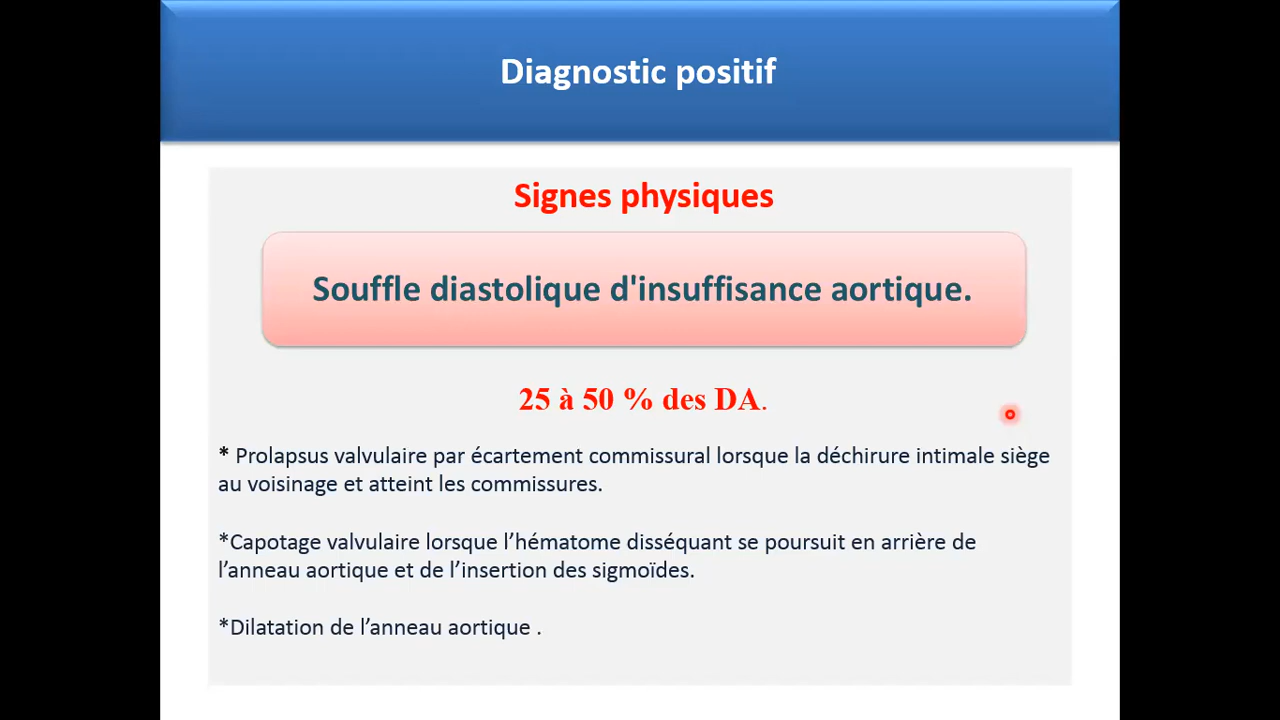 Diagnostic positif
Signes physiques
Souffle diastolique d'insuffisance aortique.
25 à 50 % des DA.
* Prolapsus valvulaire par écartement commissural lorsque la déchirure intimale siège
au voisinage et atteint les commissures.
*Capotage valvulaire lorsque l’hématome disséquant se poursuit en arrière de
l’anneau aortique et de l’insertion des sigmoïdes.
*Dilatation de l’anneau aortique .